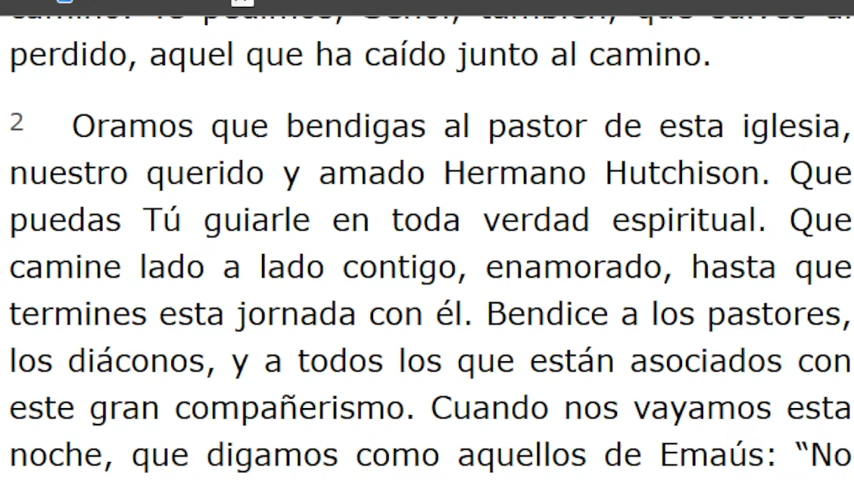 perdido, aquel que ha caído junto al camino.
2 Oramos que bendigas al pastor de esta iglesia,
nuestro querido y amado Hermano Hutchison. Que
puedas Tú guiarle en toda verdad espiritual. Que
camine lado a lado contigo, enamorado, hasta que
termines esta jornada con él. Bendice a los pastores,
los diáconos, y a todos los que están asociados con
este gran compañerismo. Cuando nos vayamos esta
noche, que digamos como aquellos de Emaús: “No